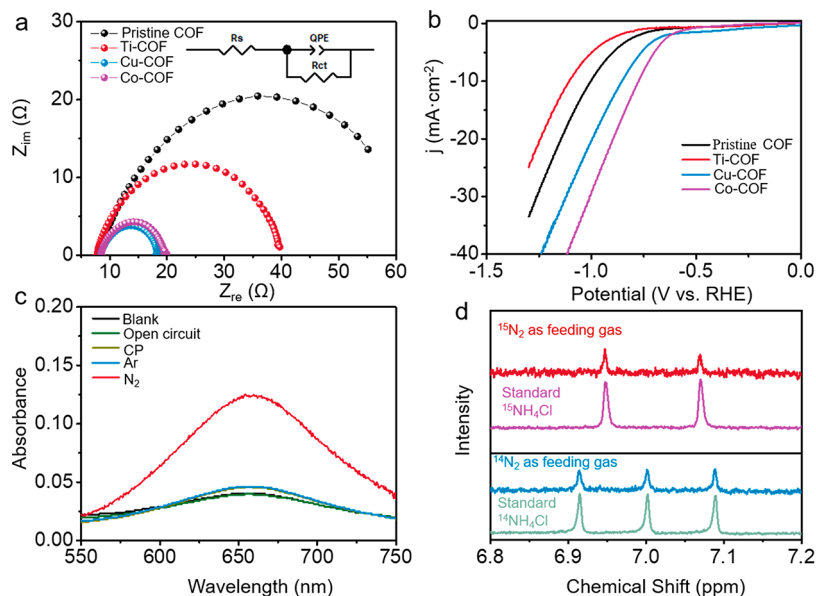 a
30
20
10
0
Z_im (Ω)
Pristine COF
Ti-COF
Cu-COF
Co-COF
Rs
QPE
Rct
10
20
30
40
50
60
Z_re (Ω)
b
0
-10
-20
-30
-40
j (mA·cm⁻²)
Pristine COF
Ti-COF
Cu-COF
Co-COF
-1.5
-1.0
-0.5
0.0
Potential (V vs. RHE)
c
0.20
0.15
0.10
0.05
0.00
Absorbance
Blank
Open circuit
CP
Ar
N₂
550
600
650
700
750
Wavelength (nm)
d
Intensity
¹⁵N₂ as feeding gas
Standard
¹⁵NH₄Cl
¹⁴N₂ as feeding gas
Standard
¹⁴NH₄Cl
6.8
6.9
7.0
7.1
7.2
Chemical Shift (ppm)